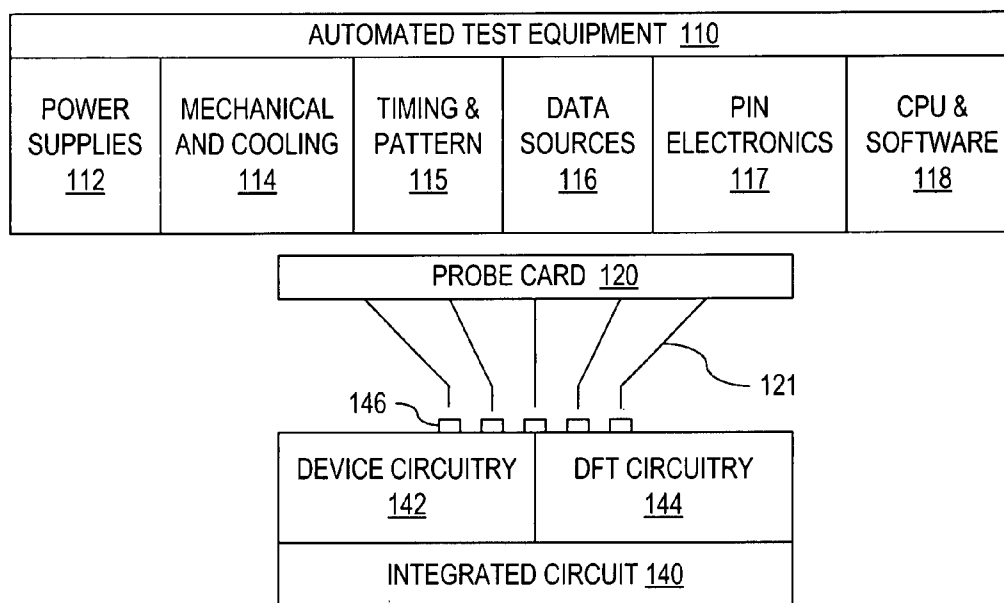 AUTOMATED TEST EQUIPMENT 110
POWER
SUPPLIES
112
MECHANICAL
AND COOLING
114
TIMING &
PATTERN
115
DATA
SOURCES
116
PIN
ELECTRONICS
117
CPU &
SOFTWARE
118
PROBE CARD 120
121
146
DEVICE CIRCUITRY
142
DFT CIRCUITRY
144
INTEGRATED CIRCUIT 140